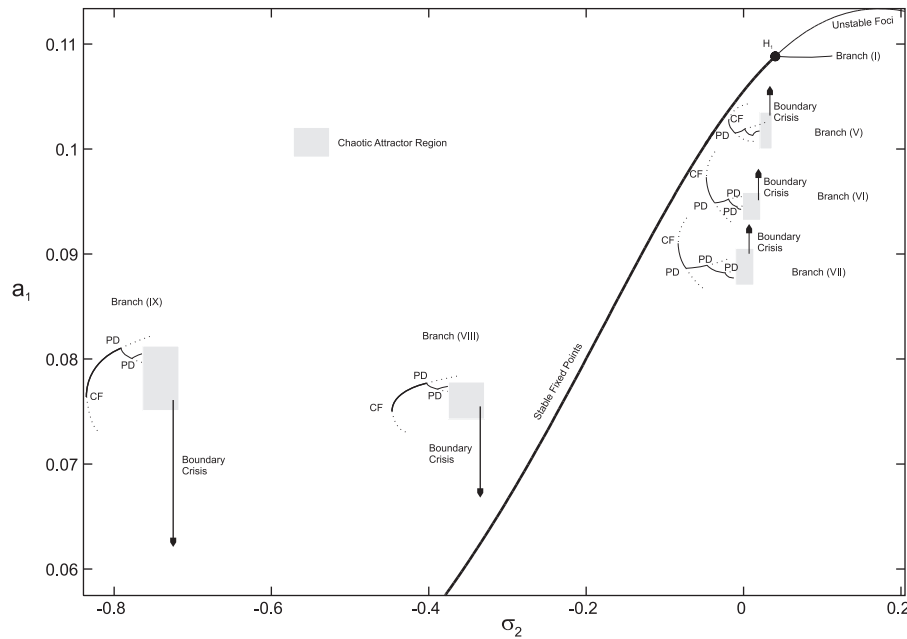 0.11
0.1
0.09
0.08
0.07
0.06
a1
-0.8
-0.6
-0.4
-0.2
0
0.2
σ2
Unstable Foci
H1
Branch (I)
Boundary
Crisis
CF
PD
Branch (V)
Chaotic Attractor Region
CF
PD
PD
PD
Boundary
Crisis
Branch (VI)
CF
PD
PD
PD
Boundary
Crisis
Branch (VII)
Stable Fixed Points
Branch (VIII)
PD
PD
CF
Boundary
Crisis
Branch (IX)
PD
PD
CF
Boundary
Crisis